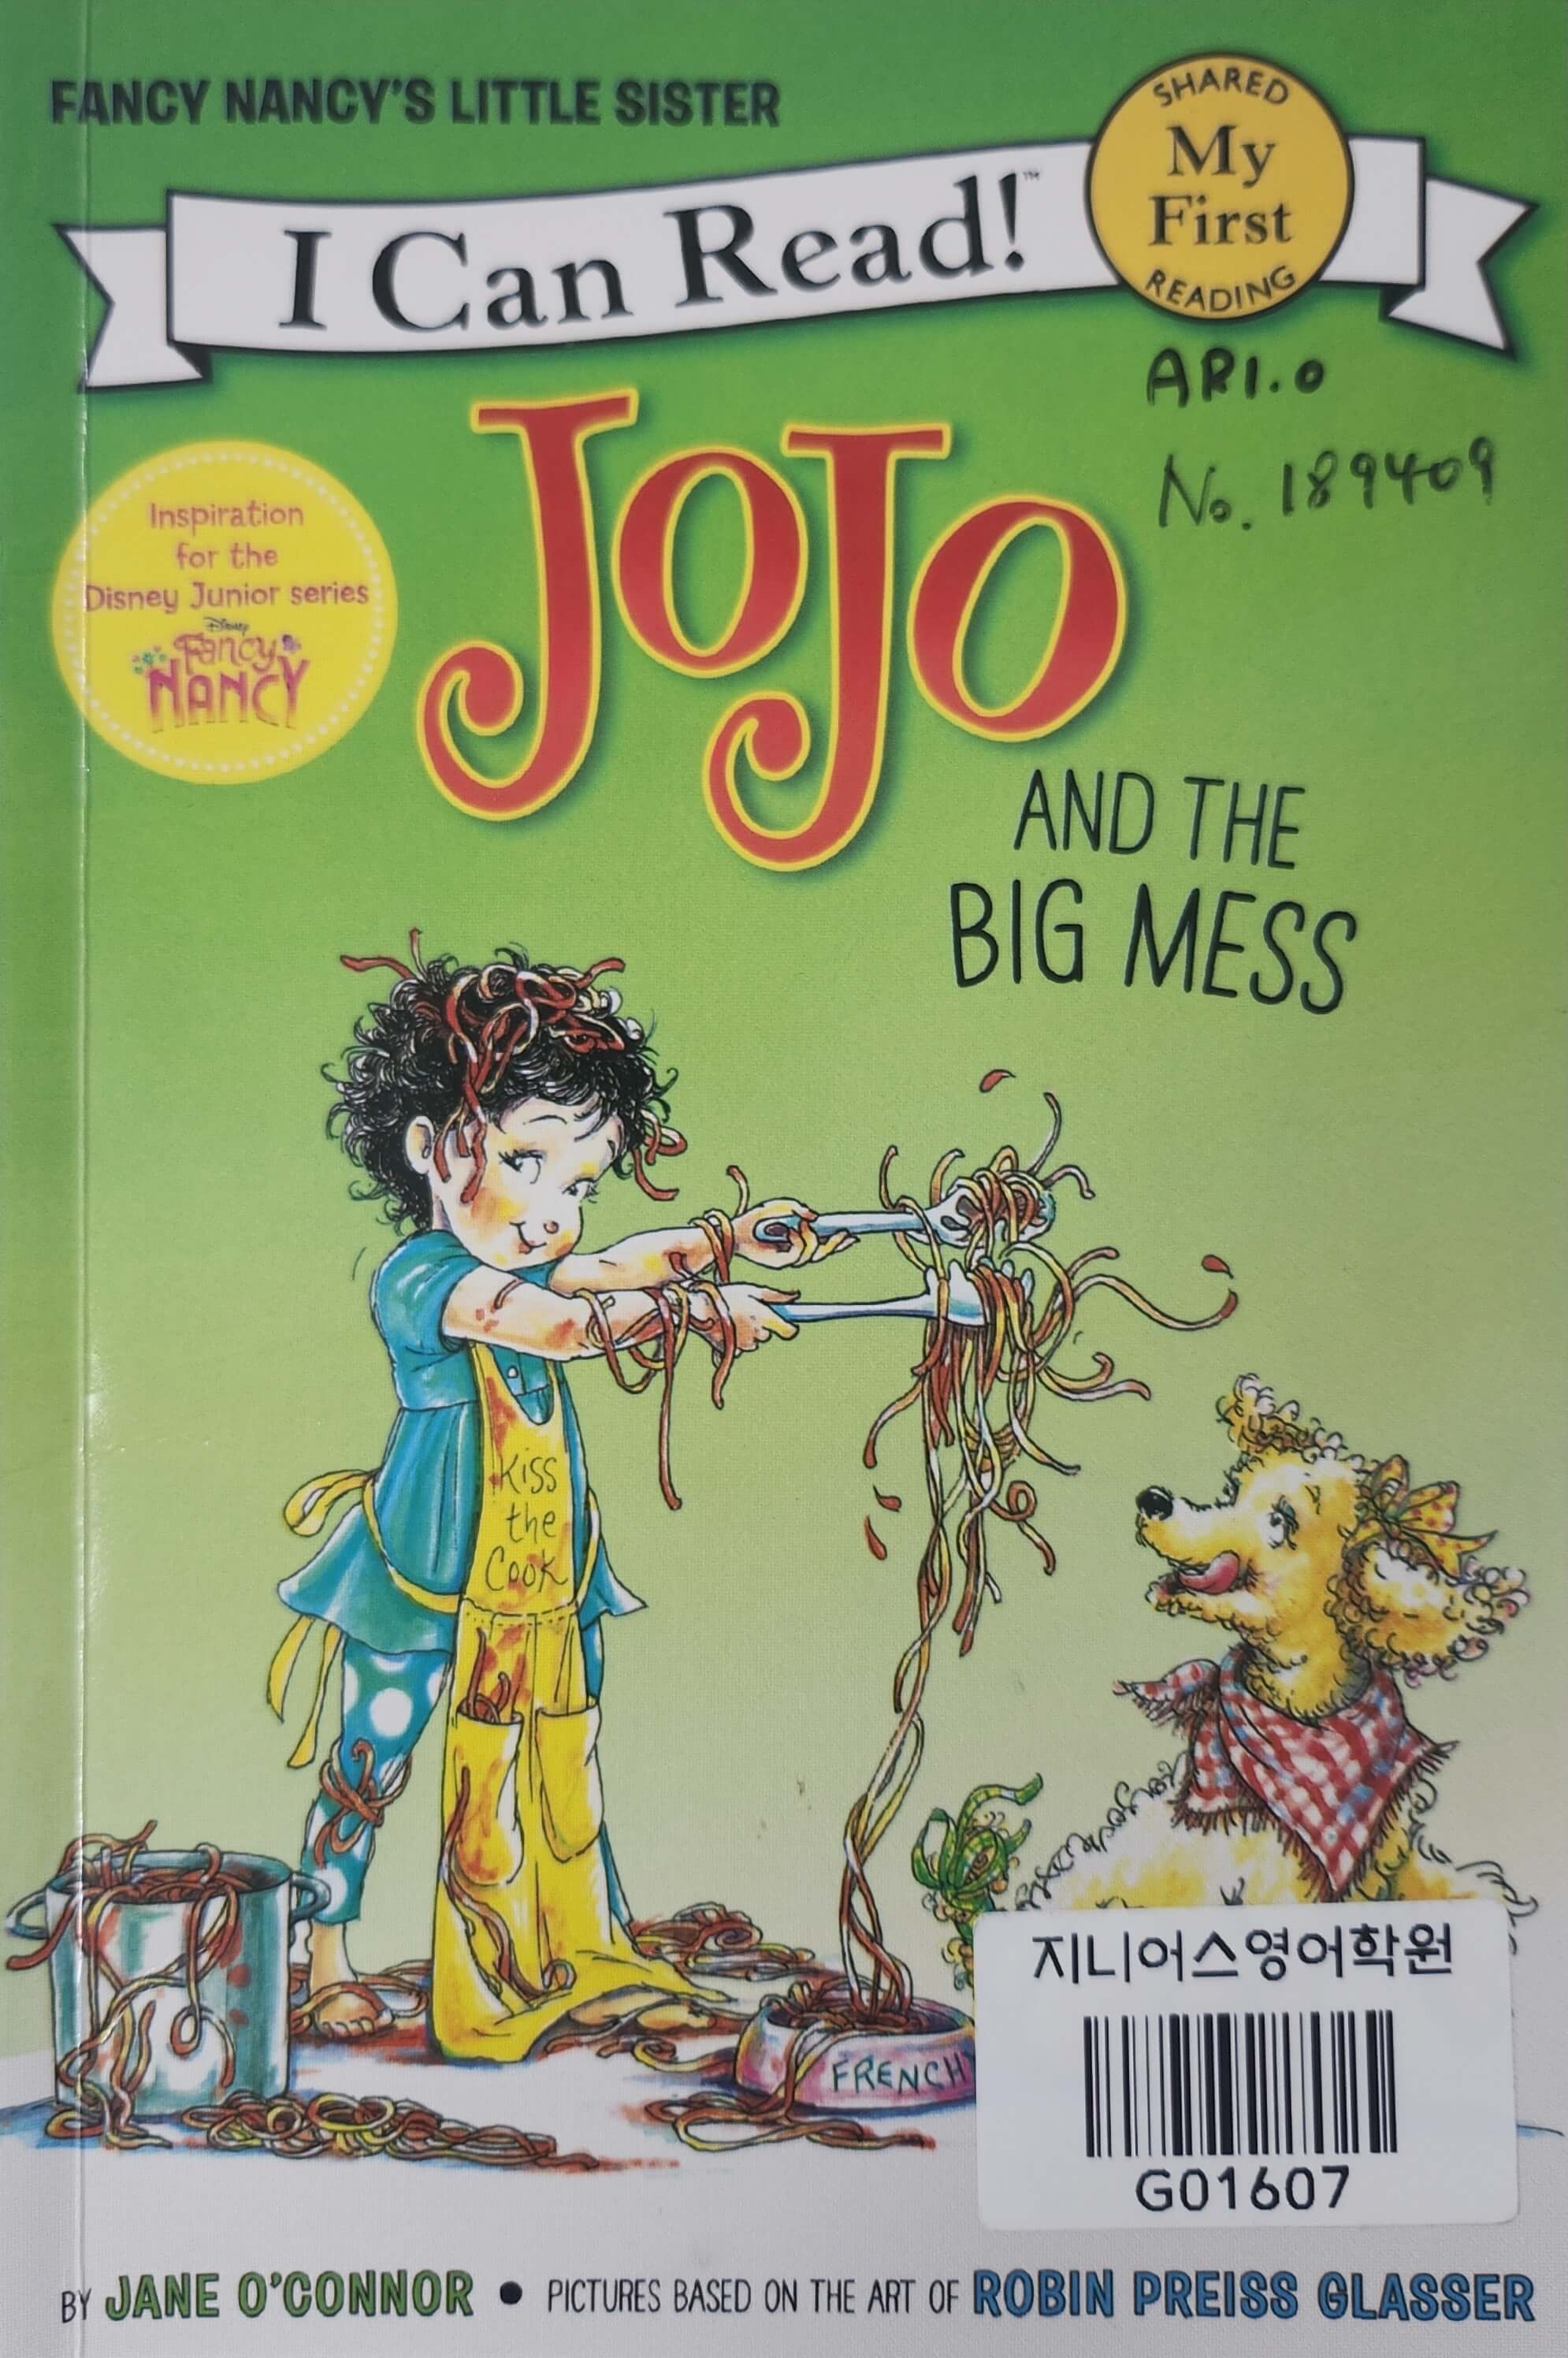 FANCY NANCY'S LITTLE SISTER
I Can Read!™
SHARED
My
First
READING
AR1.0
No. 189409
Inspiration
for the
Disney Junior series
Disney
Fancy
NANCY
JoJo
AND THE
BIG MESS
Kiss
the
Cook
FRENCH
지니어스영어학원
G01607
BY JANE O'CONNOR • PICTURES BASED ON THE ART OF ROBIN PREISS GLASSER